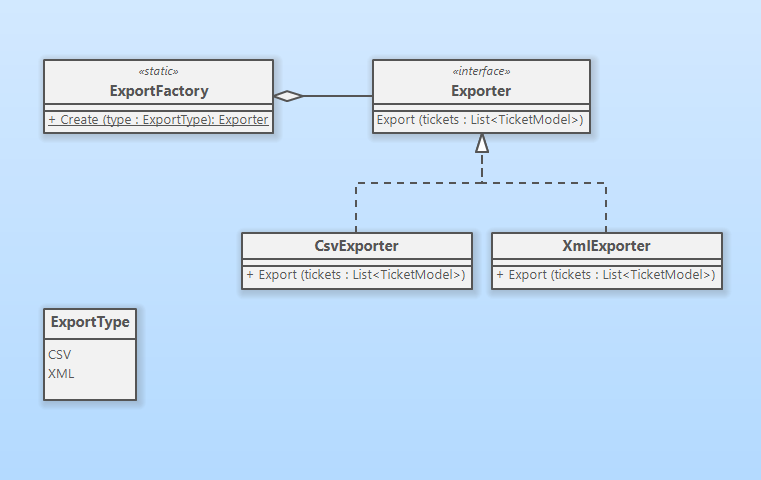 «static»
ExportFactory
+ Create (type : ExportType): Exporter
«interface»
Exporter
Export (tickets : List<TicketModel>)
CsvExporter
+ Export (tickets : List<TicketModel>)
XmlExporter
+ Export (tickets : List<TicketModel>)
ExportType
CSV
XML